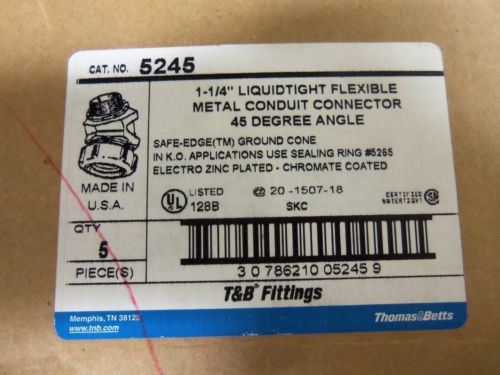 CAT. NO. 5245
1-1/4" LIQUIDTIGHT FLEXIBLE
METAL CONDUIT CONNECTOR
45 DEGREE ANGLE
SAFE-EDGE(TM) GROUND CONE
IN K.O. APPLICATIONS USE SEALING RING #5265
ELECTRO ZINC PLATED - CHROMATE COATED
MADE IN
U.S.A.
UL LISTED
128B
20-1507-18
SKC
CERTIFIED
WATERTIGHT
QTY
5
PIECE(S)
3 0 786210 05245 9
T&B® Fittings
Memphis, TN 38125
www.tnb.com
Thomas&Betts